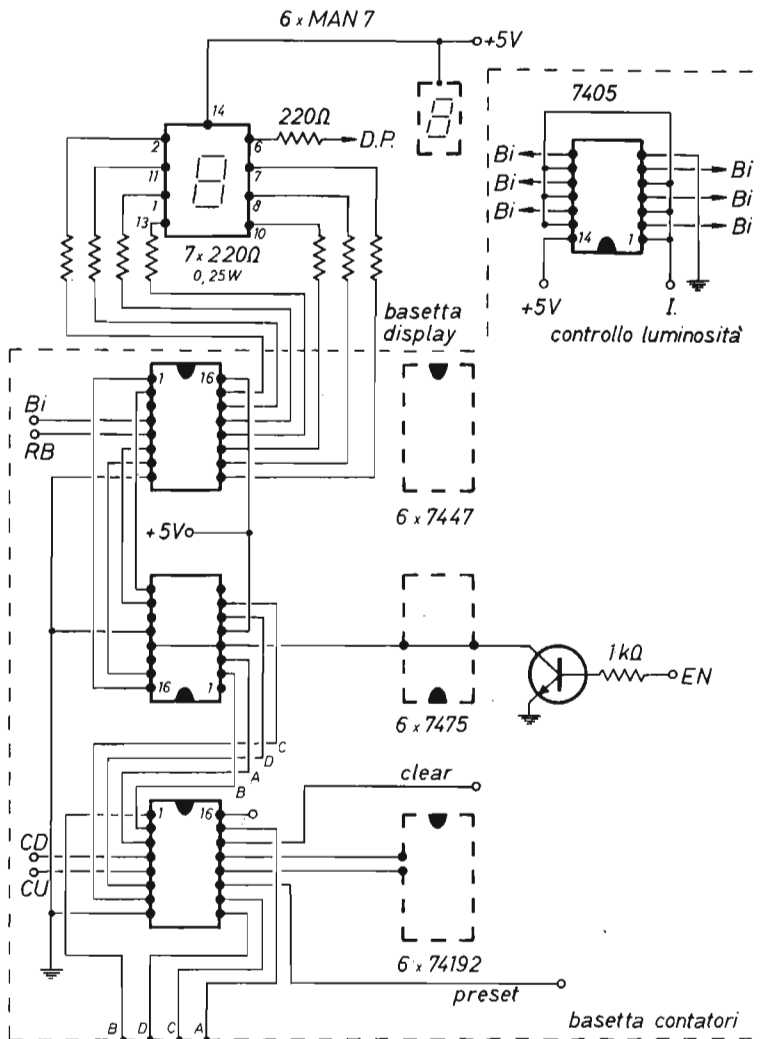 6 x MAN 7
+5V
14
220Ω
D.P.
2
6
11
7
1
8
13
10
7 x 220Ω
0,25W
7405
Bi
Bi
Bi
Bi
Bi
Bi
14
1
+5V
I.
controllo luminosità
basetta
display
1
16
Bi
RB
6 x 7447
+5V
16
1
6 x 7475
1kΩ
EN
C
D
A
B
clear
1
16
CD
CU
6 x 74192
preset
B
D
C
A
basetta contatori